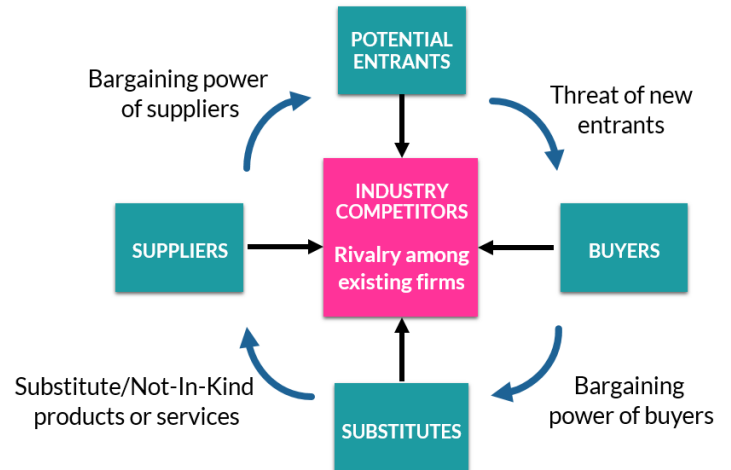 POTENTIAL
ENTRANTS
Bargaining power
of suppliers
Threat of new
entrants
INDUSTRY
COMPETITORS
Rivalry among
existing firms
SUPPLIERS
BUYERS
Substitute/Not-In-Kind
products or services
Bargaining
power of buyers
SUBSTITUTES